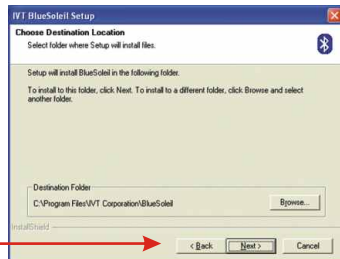 IVT BlueSoleil Setup
Choose Destination Location
Select folder where Setup will install files.
Setup will install BlueSoleil in the following folder.
To install to this folder, click Next. To install to a different folder, click Browse and select
another folder.
Destination Folder
C:\Program Files\IVT Corporation\BlueSoleil
Browse...
InstallShield
< Back
Next >
Cancel